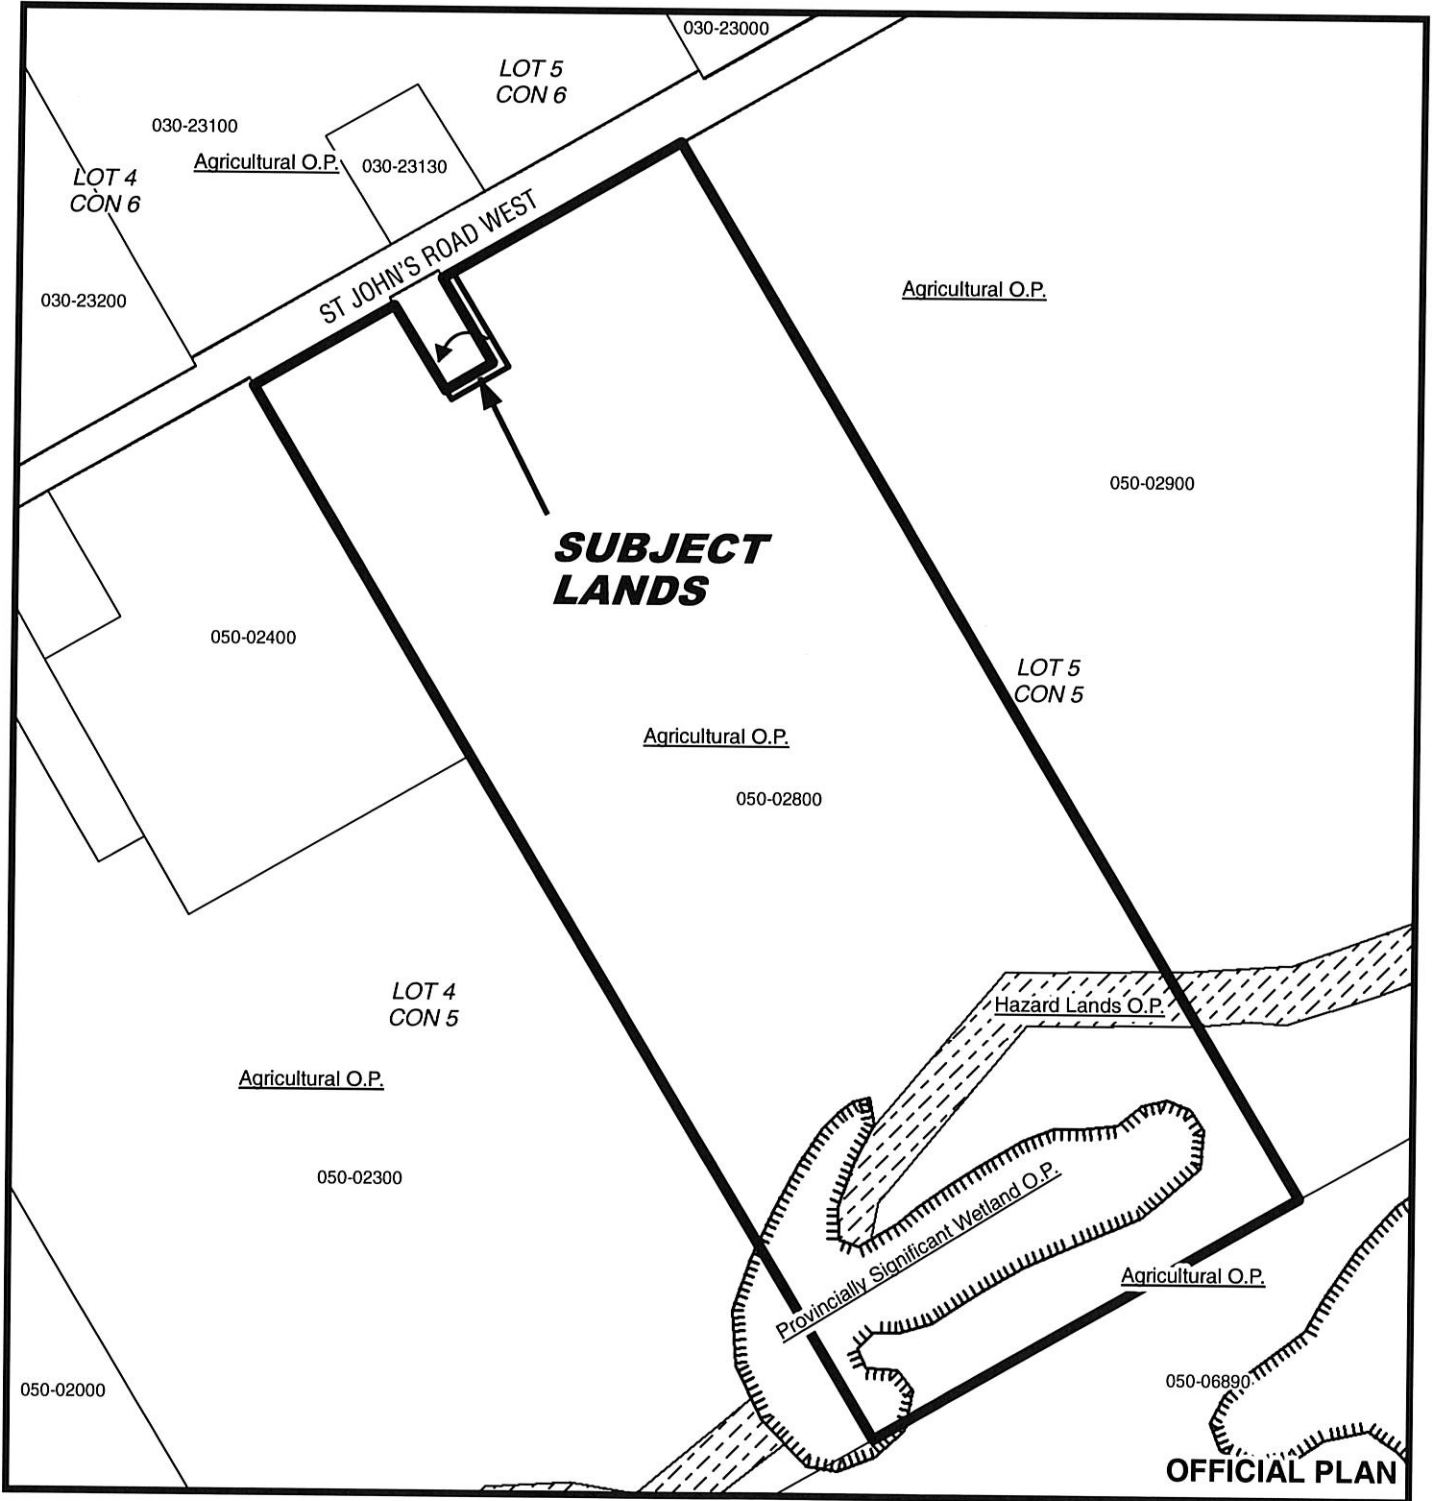 030-23000
LOT 5
CON 6
030-23100
Agricultural O.P.
030-23130
LOT 4
CON 6
ST JOHN'S ROAD WEST
030-23200
Agricultural O.P.
050-02900
SUBJECT
LANDS
050-02400
LOT 5
CON 5
Agricultural O.P.
050-02800
LOT 4
CON 5
Hazard Lands O.P.
Agricultural O.P.
050-02300
Provincially Significant Wetland O.P.
Agricultural O.P.
050-02000
050-06890
OFFICIAL PLAN